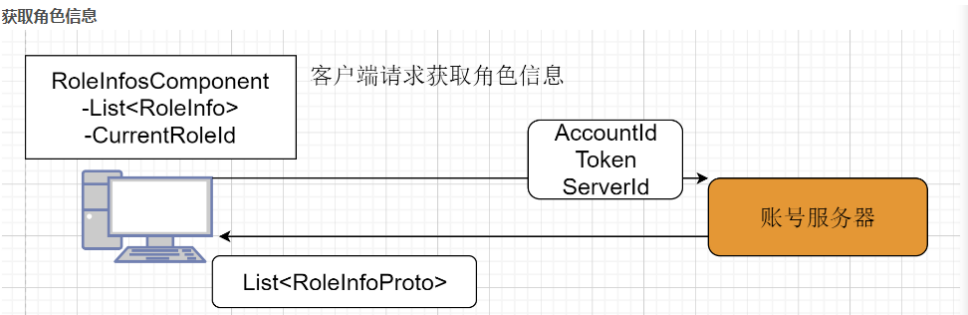 获取角色信息
RoleInfosComponent
-List<RoleInfo>
-CurrentRoleId
客户端请求获取角色信息
AccountId
Token
ServerId
账号服务器
List<RoleInfoProto>